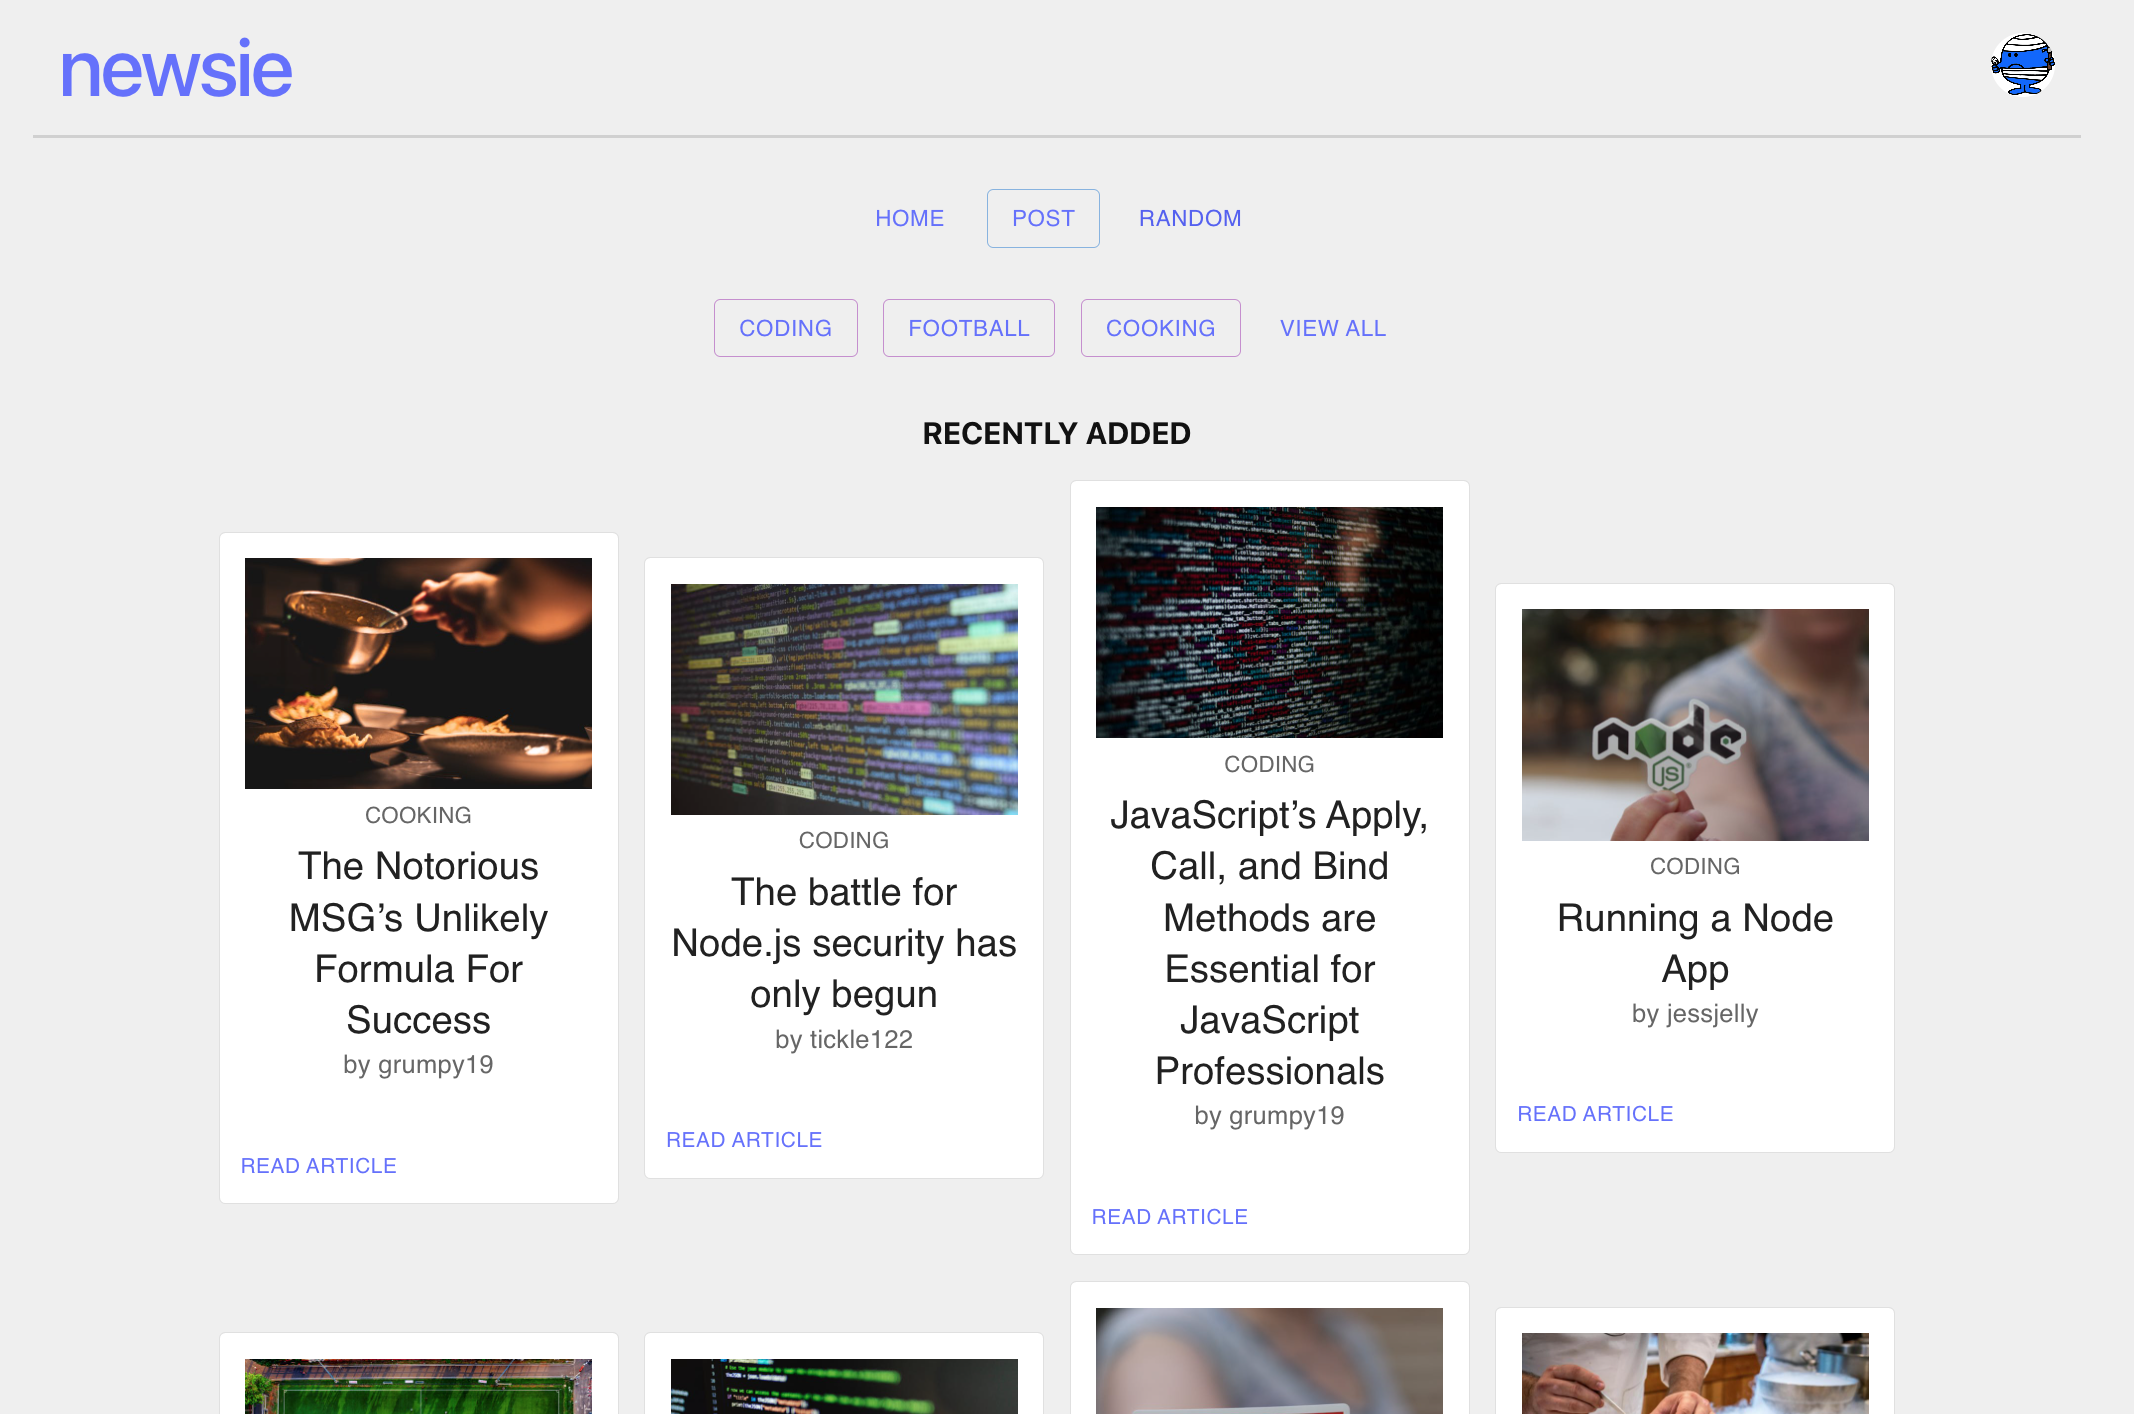 newsie
HOME POST RANDOM
CODING FOOTBALL COOKING VIEW ALL
RECENTLY ADDED
COOKING
The Notorious
MSG’s Unlikely
Formula For
Success
by grumpy19
READ ARTICLE
CODING
The battle for
Node.js security has
only begun
by tickle122
READ ARTICLE
CODING
JavaScript’s Apply,
Call, and Bind
Methods are
Essential for
JavaScript
Professionals
by grumpy19
READ ARTICLE
node
JS
CODING
Running a Node
App
by jessjelly
READ ARTICLE